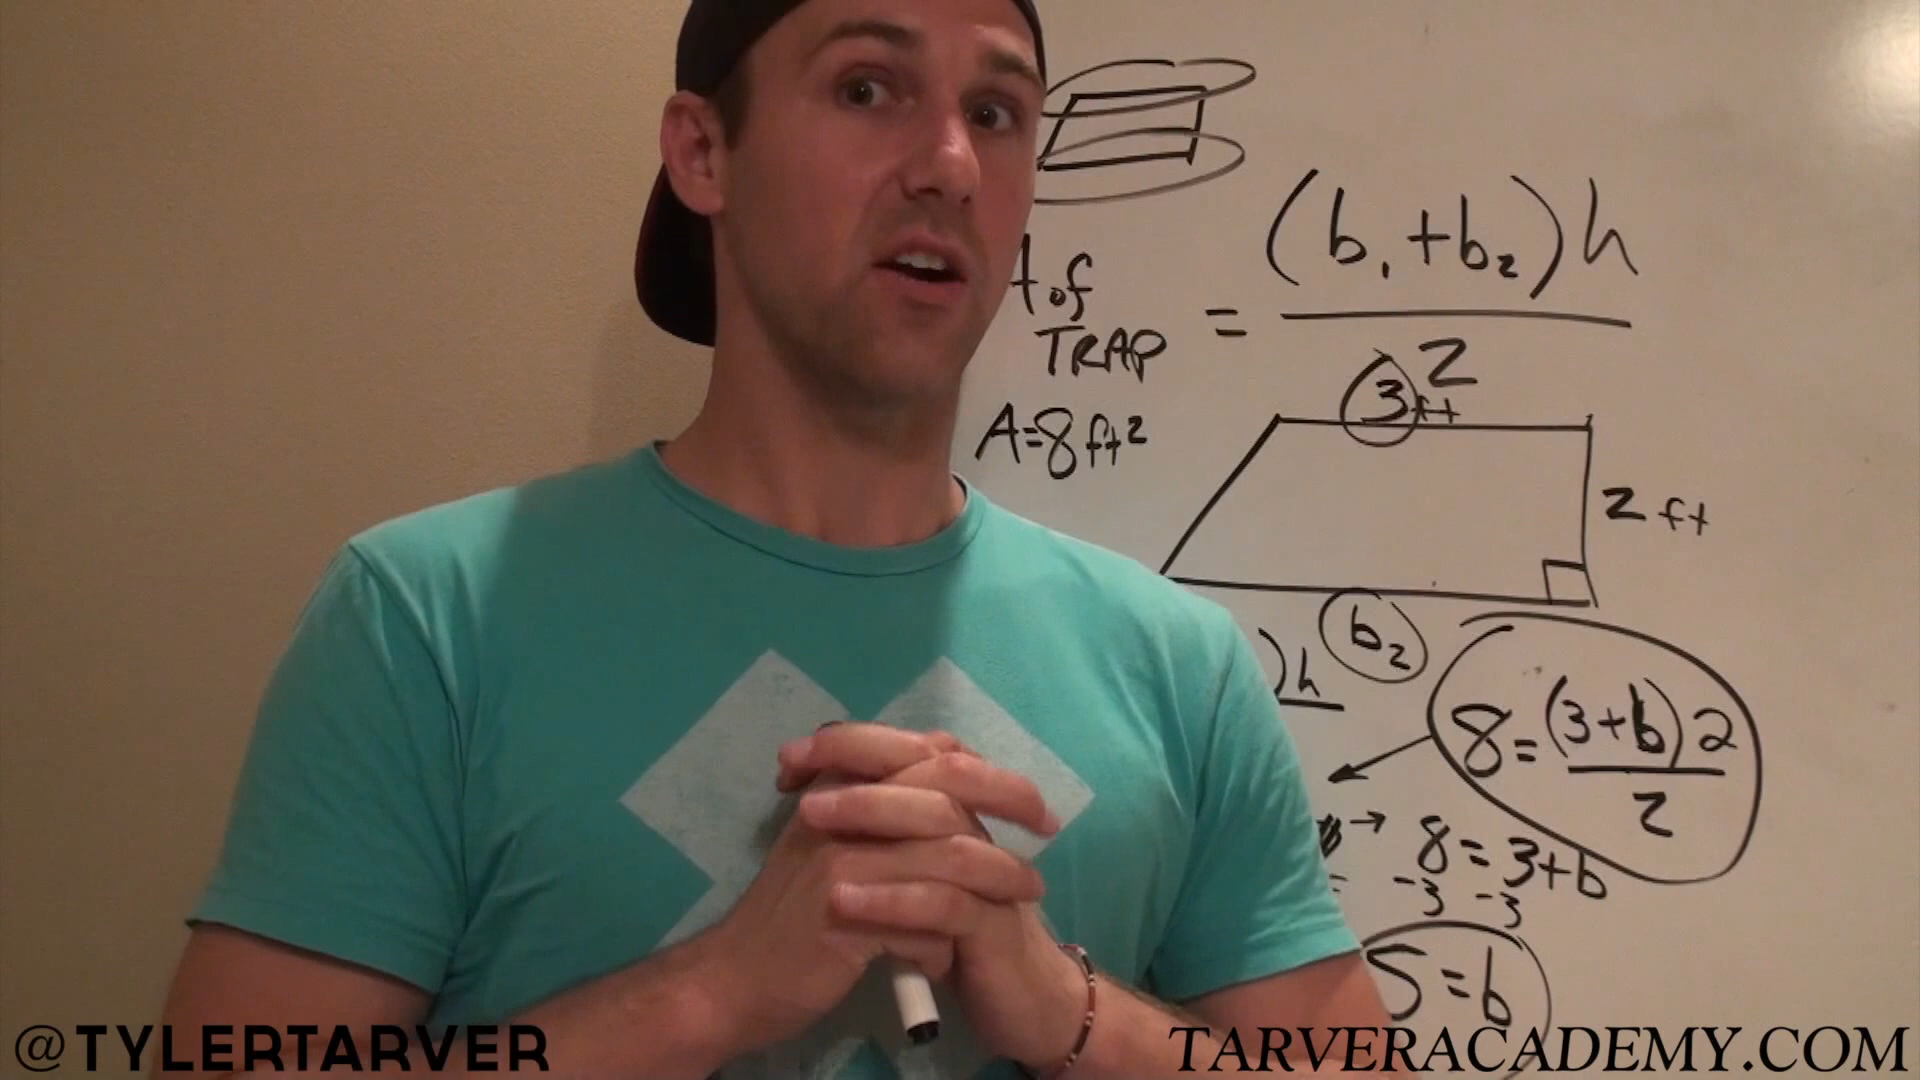 (b₁+b₂)h
of
TRAP
=
2
A=8ft²
3ft
2 ft
b₂
)h
8=(3+b)2
2
→ 8=3+b
-3 -3
5=b
@TYLERTARVER
TARVERACADEMY.COM